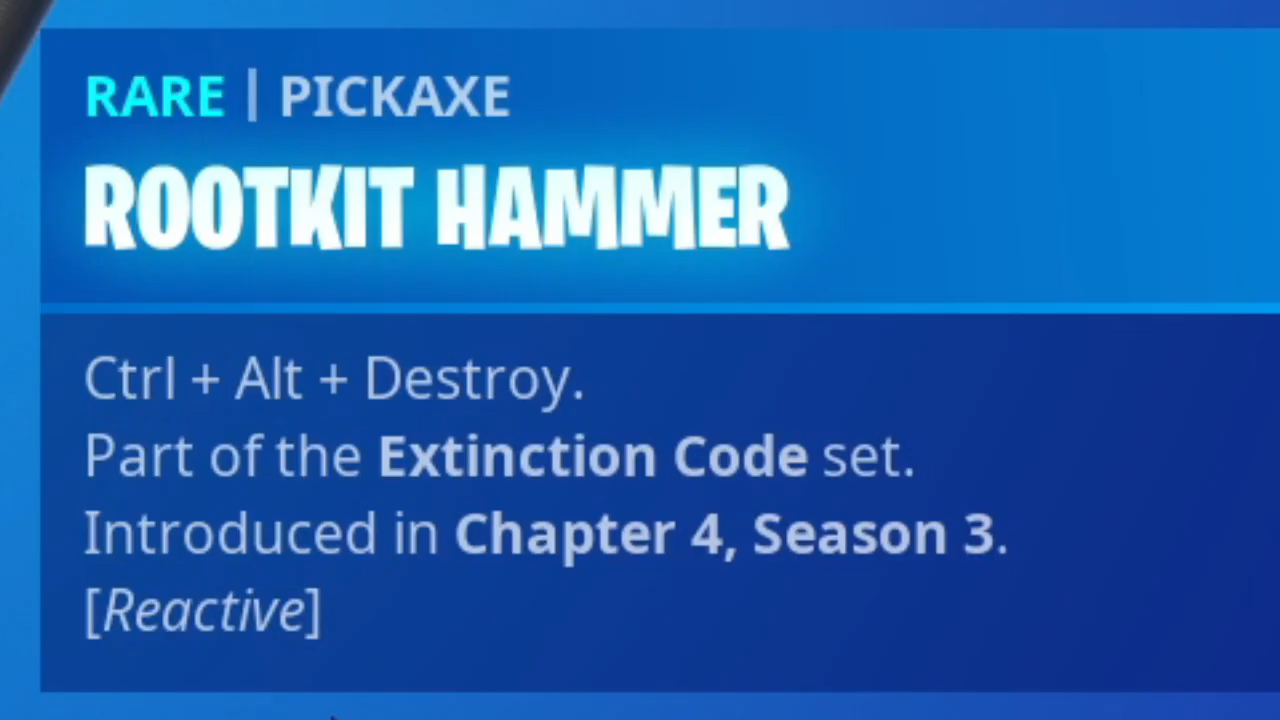 RARE | PICKAXE
ROOTKIT HAMMER
Ctrl + Alt + Destroy.
Part of the Extinction Code set.
Introduced in Chapter 4, Season 3.
[Reactive]